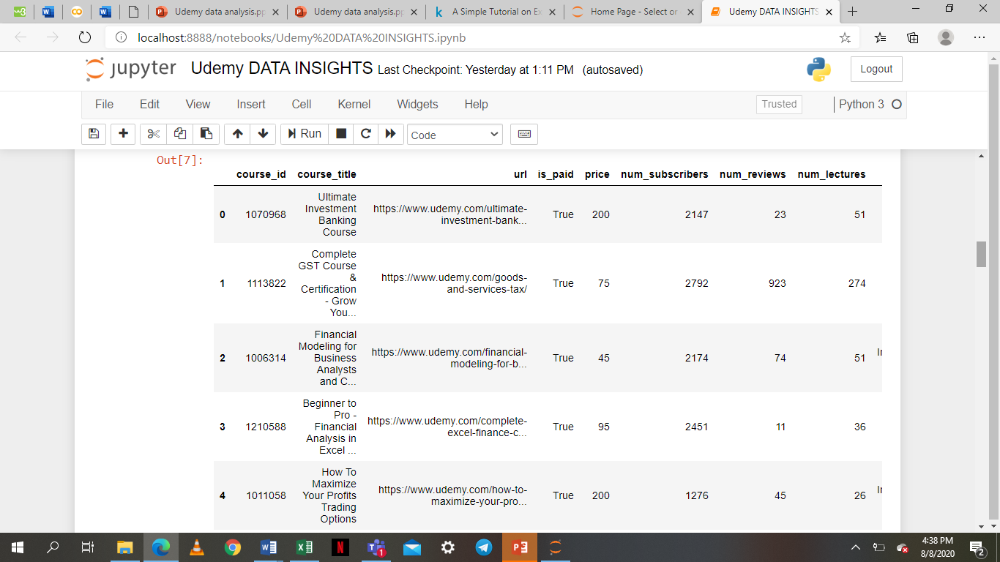 w3
Udemy data analysis.pp
Udemy data analysis.pp
k
A Simple Tutorial on Ex
Home Page - Select or
Udemy DATA INSIGHTS
localhost:8888/notebooks/Udemy%20DATA%20INSIGHTS.ipynb
jupyter Udemy DATA INSIGHTS Last Checkpoint: Yesterday at 1:11 PM (autosaved)
Logout
File Edit View Insert Cell Kernel Widgets Help
Trusted
Python 3
Run
Code
Out[7]:
course_id course_title url is_paid price num_subscribers num_reviews num_lectures
0 1070968
Ultimate
Investment
Banking
Course
https://www.udemy.com/ultimate-
investment-bank...
True 200 2147 23 51
1 1113822
Complete
GST Course
&
Certification
- Grow
You...
https://www.udemy.com/goods-
and-services-tax/
True 75 2792 923 274
2 1006314
Financial
Modeling for
Business
Analysts
and C...
https://www.udemy.com/financial-
modeling-for-b...
True 45 2174 74 51
3 1210588
Beginner to
Pro -
Financial
Analysis in
Excel ...
https://www.udemy.com/complete-
excel-finance-c...
True 95 2451 11 36
4 1011058
How To
Maximize
Your Profits
Trading
Options
https://www.udemy.com/how-to-
maximize-your-pro...
True 200 1276 45 26
4:38 PM
8/8/2020